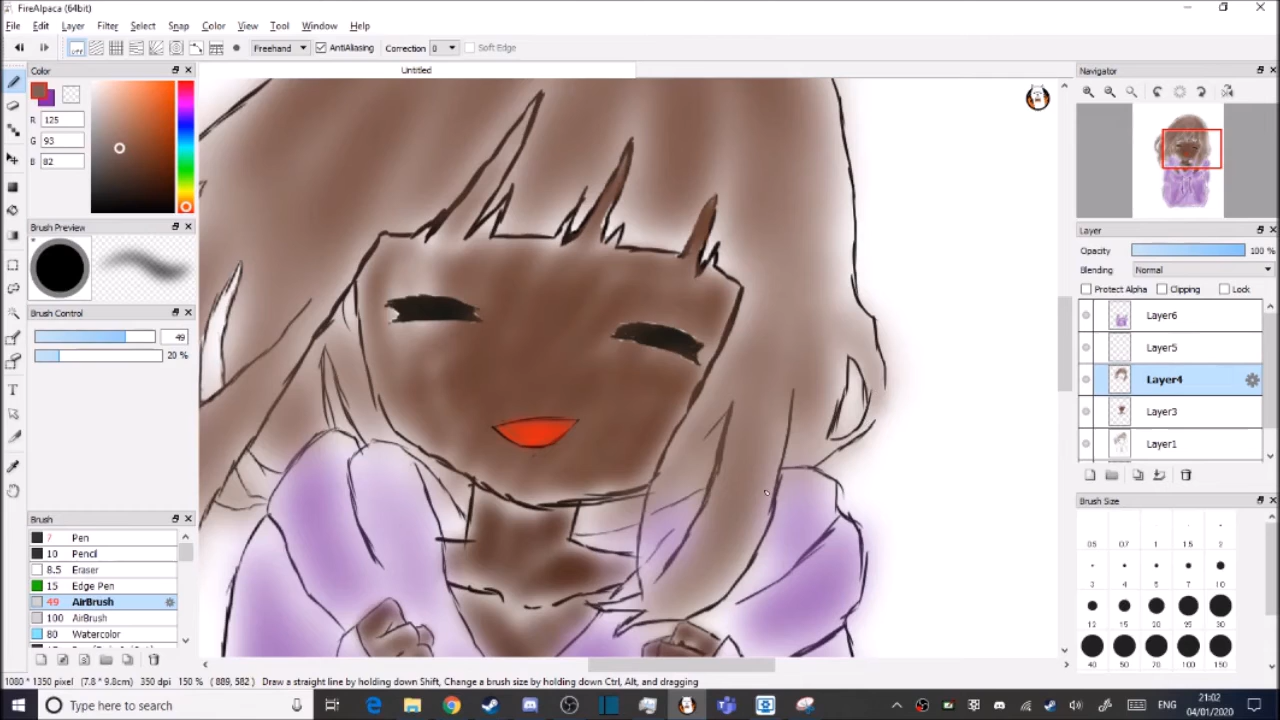 FireAlpaca (64bit)
File Edit Layer Filter Select Snap Color View Tool Window Help
Freehand AntiAliasing Correction 0 Soft Edge
Color
Untitled
Navigator
R 125
G 93
B 82
Brush Preview
Layer
Opacity 100 %
Blending Normal
Protect Alpha Clipping Lock
Brush Control
49
20 %
Layer6
Layer5
Layer4
Layer3
Layer1
Brush
7 Pen
10 Pencil
8.5 Eraser
15 Edge Pen
49 AirBrush
100 AirBrush
80 Watercolor
Brush Size
0.5 0.7 1 1.5 2
3 4 5 7 10
12 15 20 25 30
40 50 70 100 150
1080 * 1350 pixel (7.8 * 9.8cm) 350 dpi 150 % ( 889, 582 ) Draw a straight line by holding down Shift, Change a brush size by holding down Ctrl, Alt, and dragging
Type here to search
ENG
21:02
04/01/2020